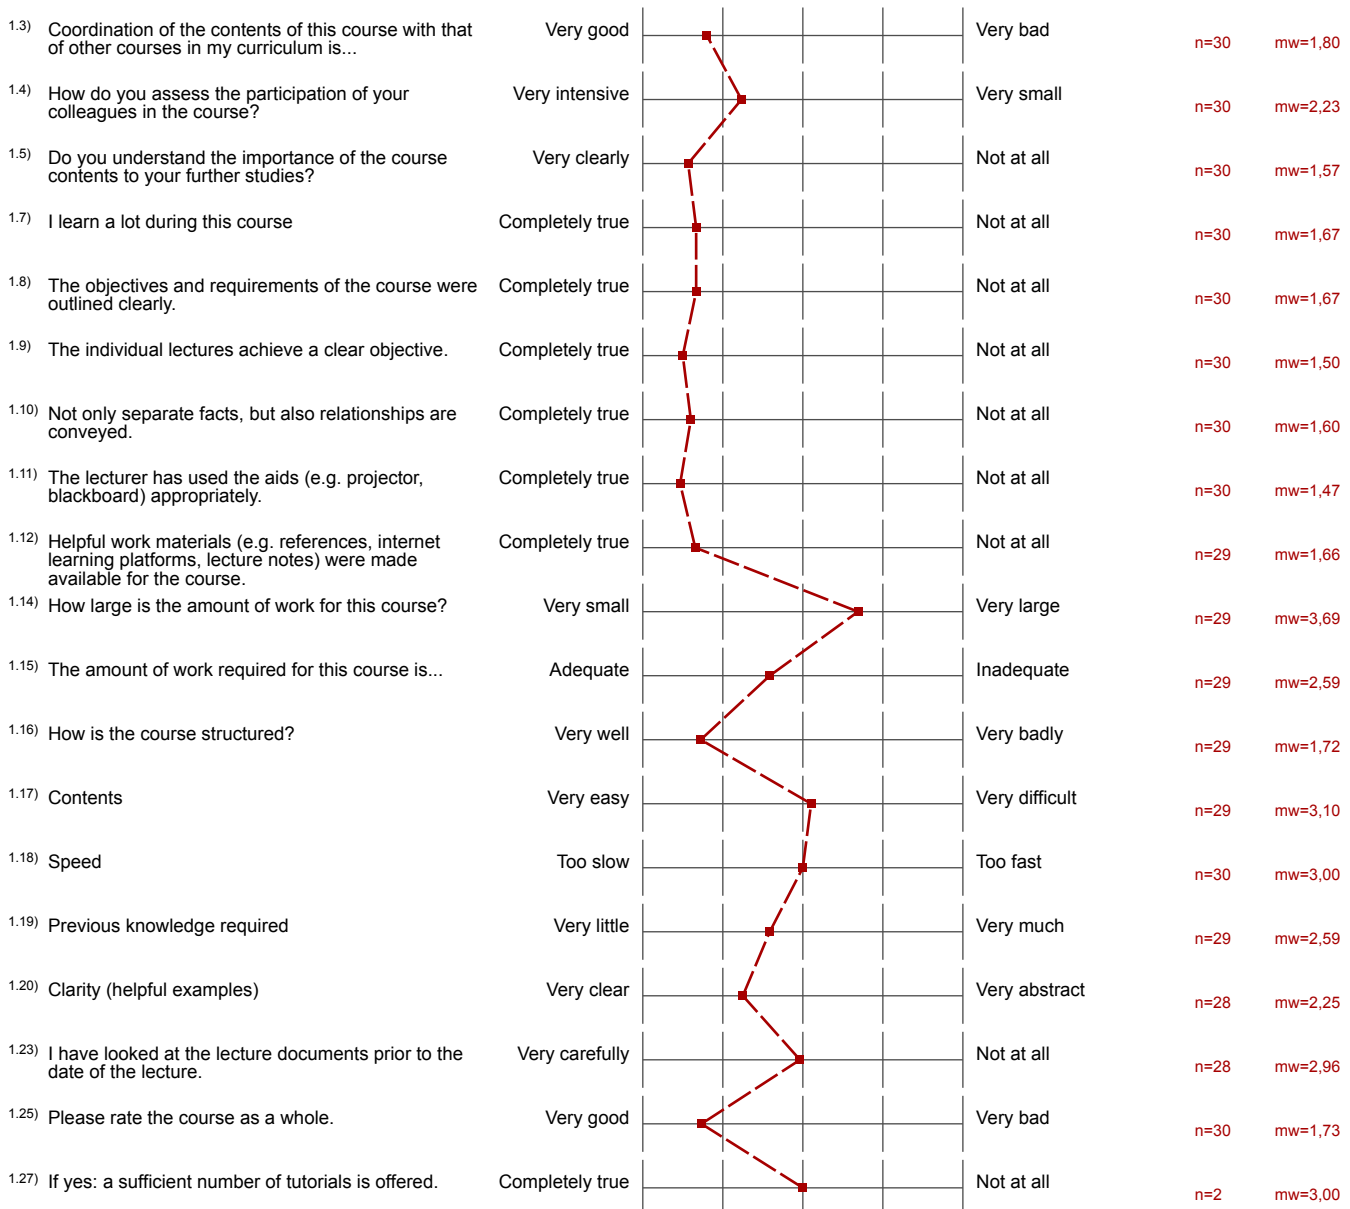 1.3) Coordination of the contents of this course with that Very good Very bad n=30 mw=1,80
of other courses in my curriculum is...
1.4) How do you assess the participation of your Very intensive Very small n=30 mw=2,23
colleagues in the course?
1.5) Do you understand the importance of the course Very clearly Not at all n=30 mw=1,57
contents to your further studies?
1.7) I learn a lot during this course Completely true Not at all n=30 mw=1,67
1.8) The objectives and requirements of the course were Completely true Not at all n=30 mw=1,67
outlined clearly.
1.9) The individual lectures achieve a clear objective. Completely true Not at all n=30 mw=1,50
1.10) Not only separate facts, but also relationships are Completely true Not at all n=30 mw=1,60
conveyed.
1.11) The lecturer has used the aids (e.g. projector, Completely true Not at all n=30 mw=1,47
blackboard) appropriately.
1.12) Helpful work materials (e.g. references, internet Completely true Not at all n=29 mw=1,66
learning platforms, lecture notes) were made
available for the course.
1.14) How large is the amount of work for this course? Very small Very large n=29 mw=3,69
1.15) The amount of work required for this course is... Adequate Inadequate n=29 mw=2,59
1.16) How is the course structured? Very well Very badly n=29 mw=1,72
1.17) Contents Very easy Very difficult n=29 mw=3,10
1.18) Speed Too slow Too fast n=30 mw=3,00
1.19) Previous knowledge required Very little Very much n=29 mw=2,59
1.20) Clarity (helpful examples) Very clear Very abstract n=28 mw=2,25
1.23) I have looked at the lecture documents prior to the Very carefully Not at all n=28 mw=2,96
date of the lecture.
1.25) Please rate the course as a whole. Very good Very bad n=30 mw=1,73
1.27) If yes: a sufficient number of tutorials is offered. Completely true Not at all n=2 mw=3,00